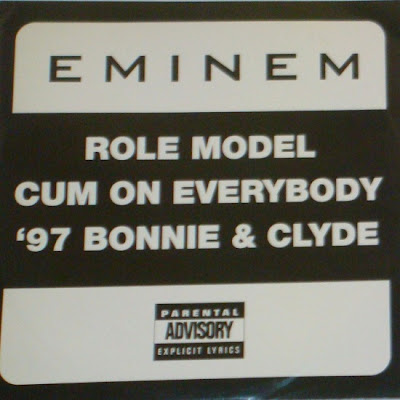 EMINEM
ROLE MODEL
CUM ON EVERYBODY
‘97 BONNIE & CLYDE
PARENTAL
ADVISORY
EXPLICIT LYRICS